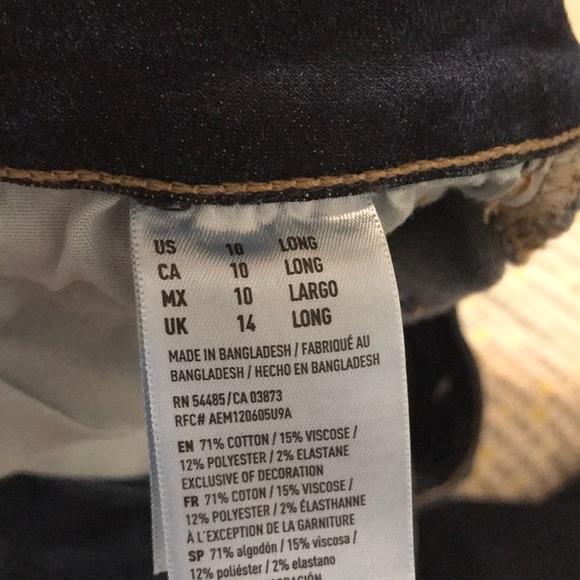 US 10 LONG
CA 10 LONG
MX 10 LARGO
UK 14 LONG
MADE IN BANGLADESH / FABRIQUÉ AU
BANGLADESH / HECHO EN BANGLADESH
RN 54485 / CA 03873
RFC# AEM120605U9A
EN 71% COTTON / 15% VISCOSE /
12% POLYESTER / 2% ELASTANE
EXCLUSIVE OF DECORATION
FR 71% COTON / 15% VISCOSE /
12% POLYESTER / 2% ÉLASTHANNE
À L'EXCEPTION DE LA GARNITURE
SP 71% algodón / 15% viscosa /
12% poliéster / 2% elastano